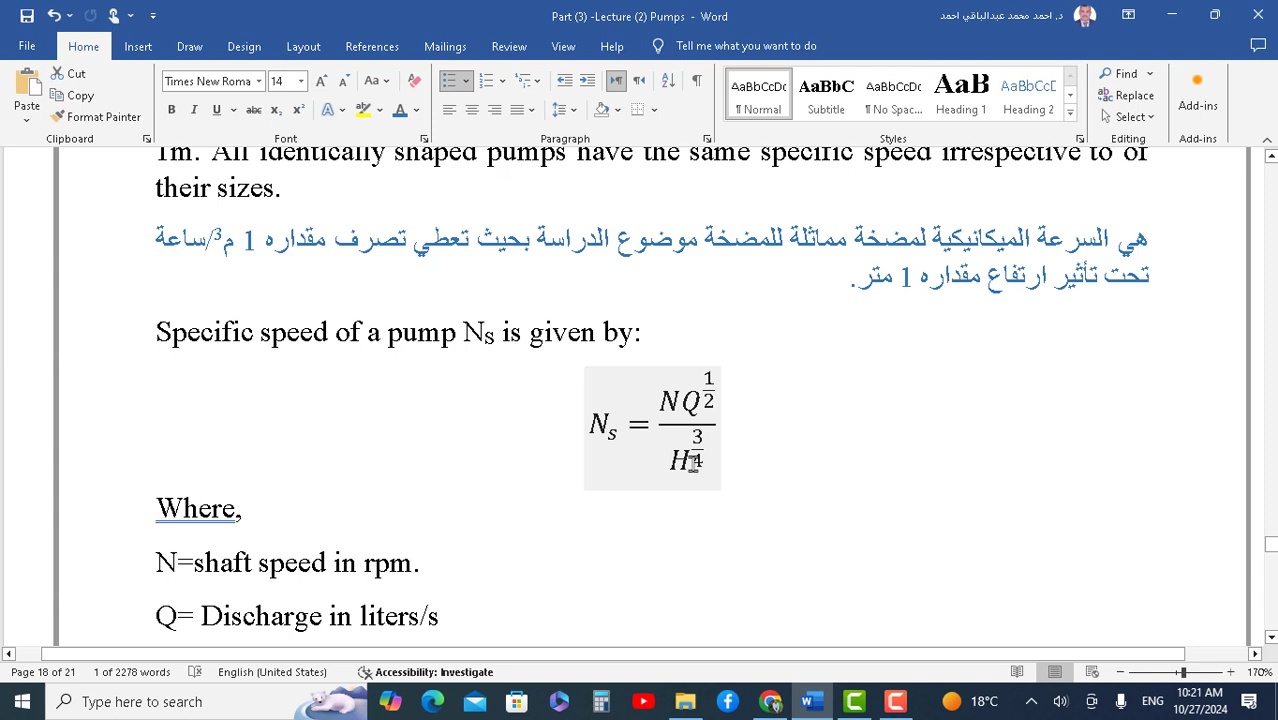 Part (3) -Lecture (2) Pumps - Word
د. احمد محمد عبدالباقي احمد
File Home Insert Draw Design Layout References Mailings Review View Help Tell me what you want to do
Paste
Cut
Copy
Format Painter
Clipboard
Times New Roma 14
Font
Paragraph
AaBbCcDc AaBbC AaBbCcDc AaB AaBbCcE
¶ Normal Subtitle ¶ No Spac... Heading 1 Heading 2
Styles
Find
Replace
Select
Editing
Add-ins
Add-ins
1m. All identically shaped pumps have the same specific speed irrespective to of
their sizes.
هي السرعة الميكانيكية لمضخة مماثلة للمضخة موضوع الدراسة بحيث تعطي تصرف مقداره 1 م3/ساعة
تحت تأثير ارتفاع مقداره 1 متر.
Specific speed of a pump NS is given by:
Ns = NQ^(1/2) / H^(3/4)
Where,
N=shaft speed in rpm.
Q= Discharge in liters/s
Page 18 of 21 1 of 2278 words English (United States) Accessibility: Investigate 170%
Type here to search
18°C
ENG
10:21 AM
10/27/2024